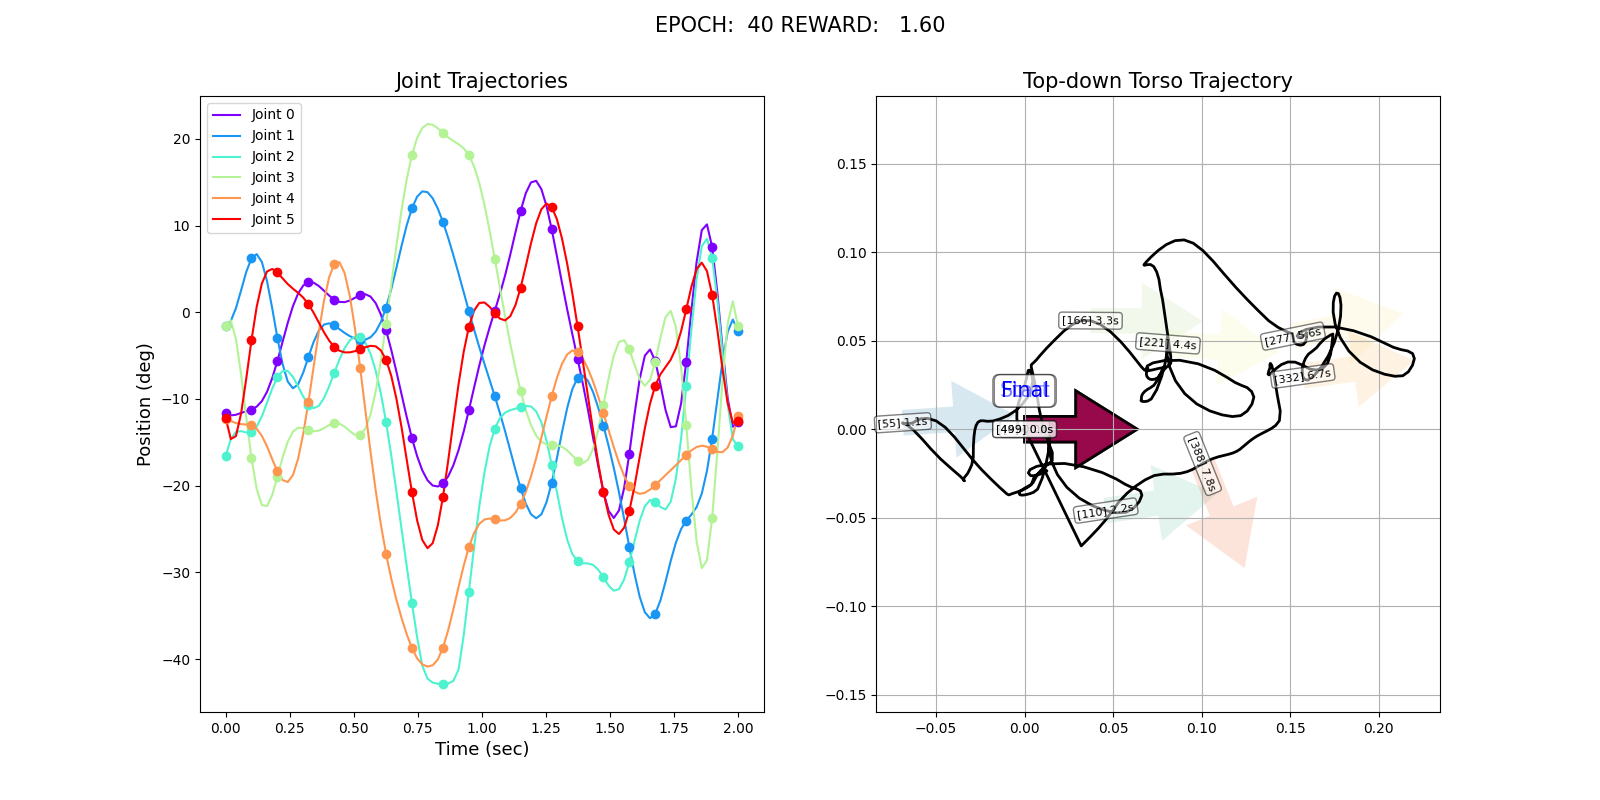 EPOCH:  40 REWARD:   1.60
Joint Trajectories
Joint 0
Joint 1
Joint 2
Joint 3
Joint 4
Joint 5
20
10
0
−10
−20
−30
−40
Position (deg)
0.00 0.25 0.50 0.75 1.00 1.25 1.50 1.75 2.00
Time (sec)
Top-down Torso Trajectory
0.15
0.10
0.05
0.00
−0.05
−0.10
−0.15
[166] 3.3s
[221] 4.4s
[277] 5.6s
[332] 6.7s
Final
[55] 1.1s
[499] 0.0s
[388] 7.8s
[110] 2.2s
−0.05 0.00 0.05 0.10 0.15 0.20